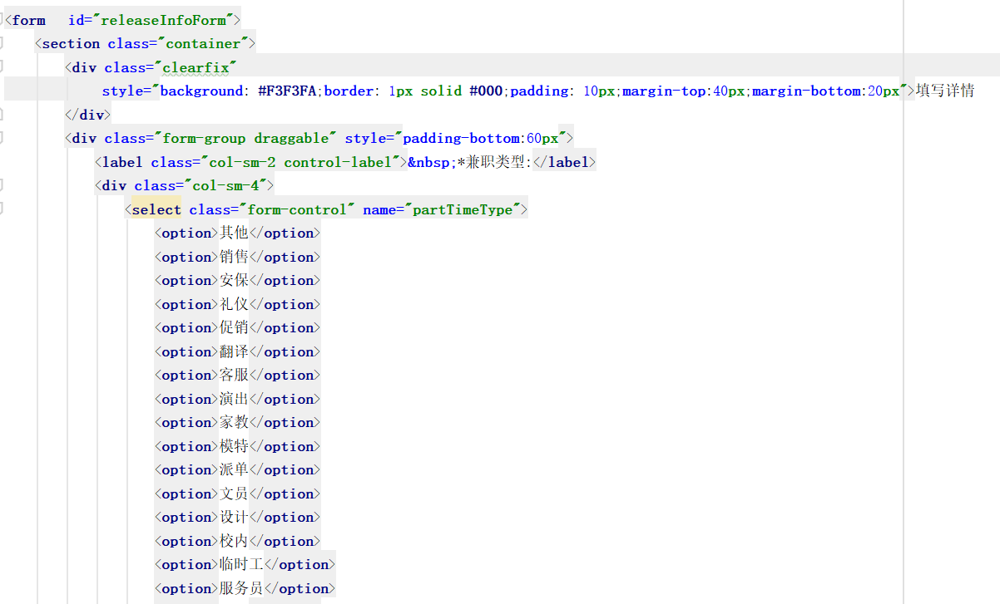 <form   id="releaseInfoForm">
<section class="container">
<div class="clearfix"
style="background: #F3F3FA;border: 1px solid #000;padding: 10px;margin-top:40px;margin-bottom:20px">填写详情
</div>
<div class="form-group draggable" style="padding-bottom:60px">
<label class="col-sm-2 control-label">&nbsp;*兼职类型:</label>
<div class="col-sm-4">
<select class="form-control" name="partTimeType">
<option>其他</option>
<option>销售</option>
<option>安保</option>
<option>礼仪</option>
<option>促销</option>
<option>翻译</option>
<option>客服</option>
<option>演出</option>
<option>家教</option>
<option>模特</option>
<option>派单</option>
<option>文员</option>
<option>设计</option>
<option>校内</option>
<option>临时工</option>
<option>服务员</option>